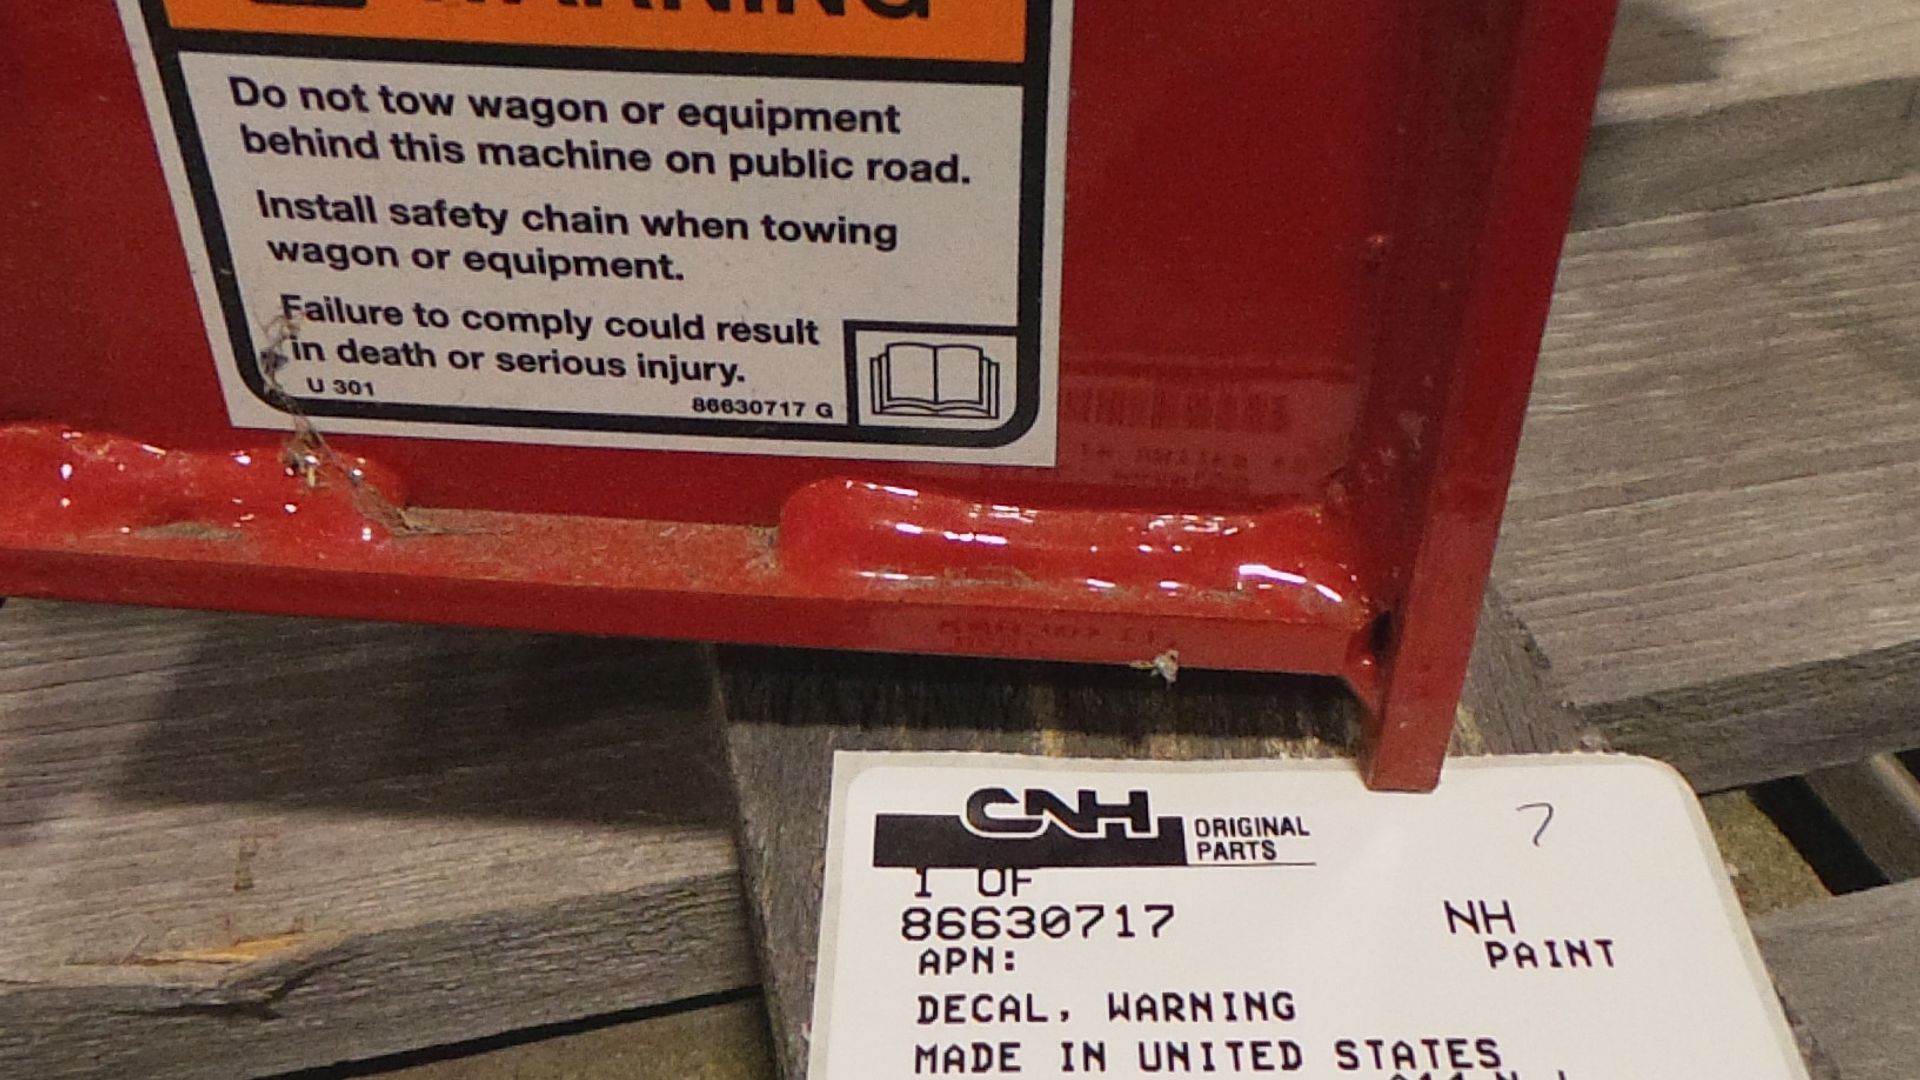 WARNING
Do not tow wagon or equipment
behind this machine on public road.
Install safety chain when towing
wagon or equipment.
Failure to comply could result
in death or serious injury.
U 301
86630717 G
CNH ORIGINAL
PARTS
7
1 OF
86630717 NH
APN: PAINT
DECAL, WARNING
MADE IN UNITED STATES